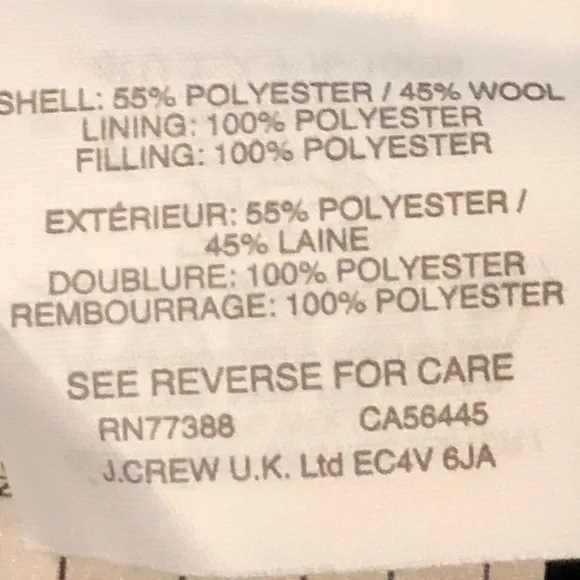 SHELL: 55% POLYESTER / 45% WOOL
LINING: 100% POLYESTER
FILLING: 100% POLYESTER
EXTÉRIEUR: 55% POLYESTER /
45% LAINE
DOUBLURE: 100% POLYESTER
REMBOURRAGE: 100% POLYESTER
SEE REVERSE FOR CARE
RN77388 CA56445
J.CREW U.K. Ltd EC4V 6JA